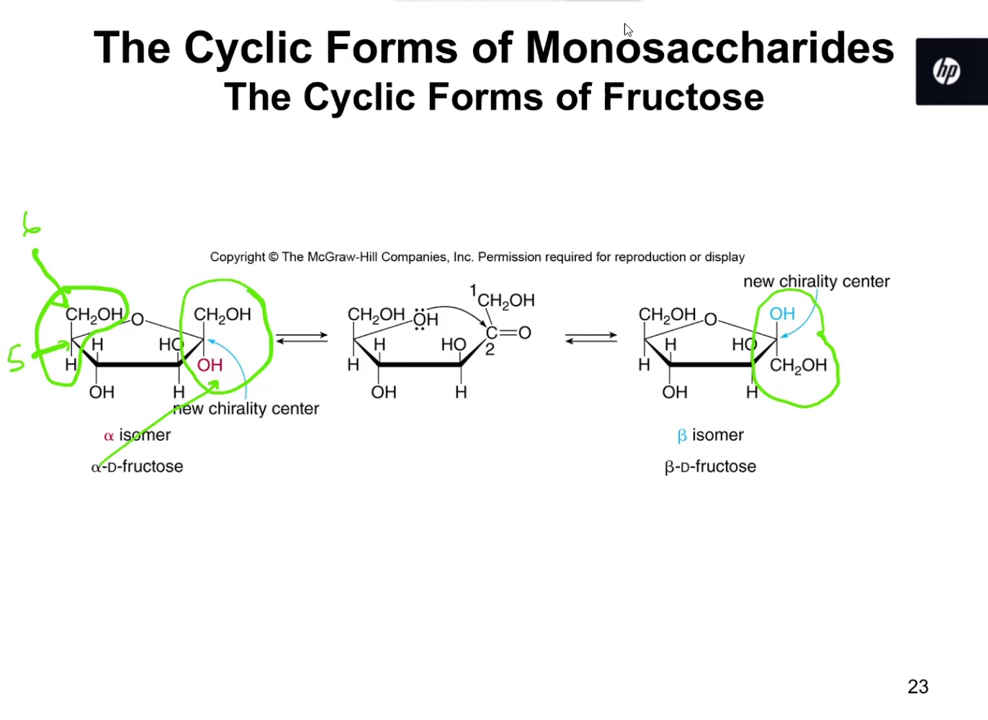 The Cyclic Forms of Monosaccharides
The Cyclic Forms of Fructose
hp
6
Copyright © The McGraw-Hill Companies, Inc. Permission required for reproduction or display
new chirality center
CH₂OH O CH₂OH
H HO
5
H OH
OH H
new chirality center
α isomer
α-D-fructose
1
CH₂OH
CH₂OH ÖH
C=O
H HO 2
H
OH H
CH₂OH O OH
H HO
H CH₂OH
OH H
β isomer
β-D-fructose
23